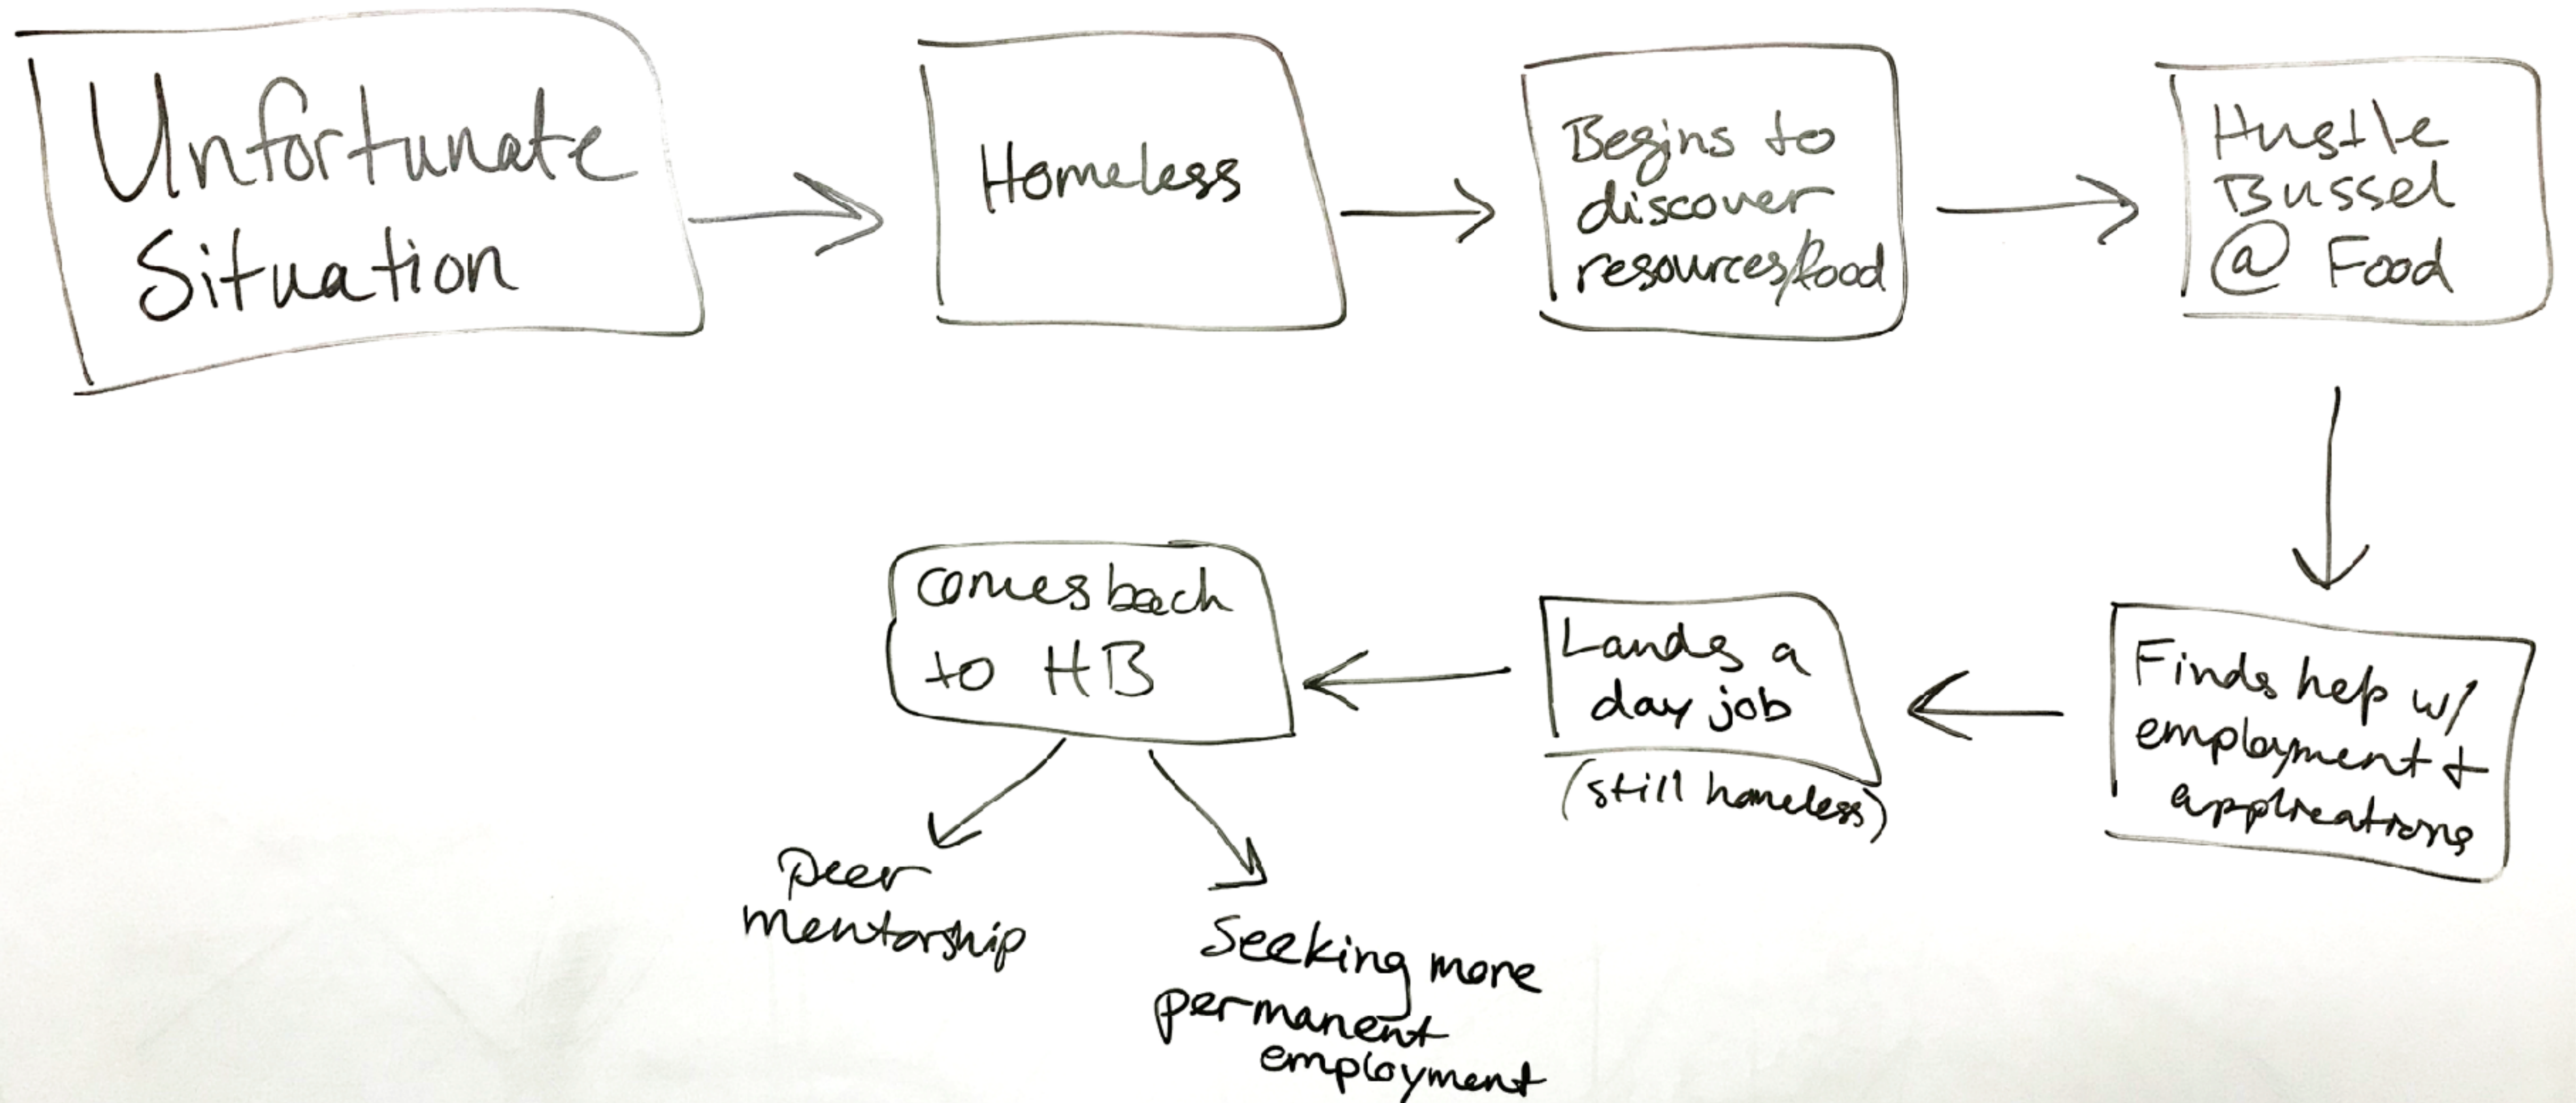 Unfortunate
Situation
Homeless
Begins to
discover
resources/food
Hustle
Bussel
@ Food
Finds help w/
employment +
applications
Lands a
day job
(still homeless)
comes back
to HB
peer
mentorship
Seeking more
permanent
employment